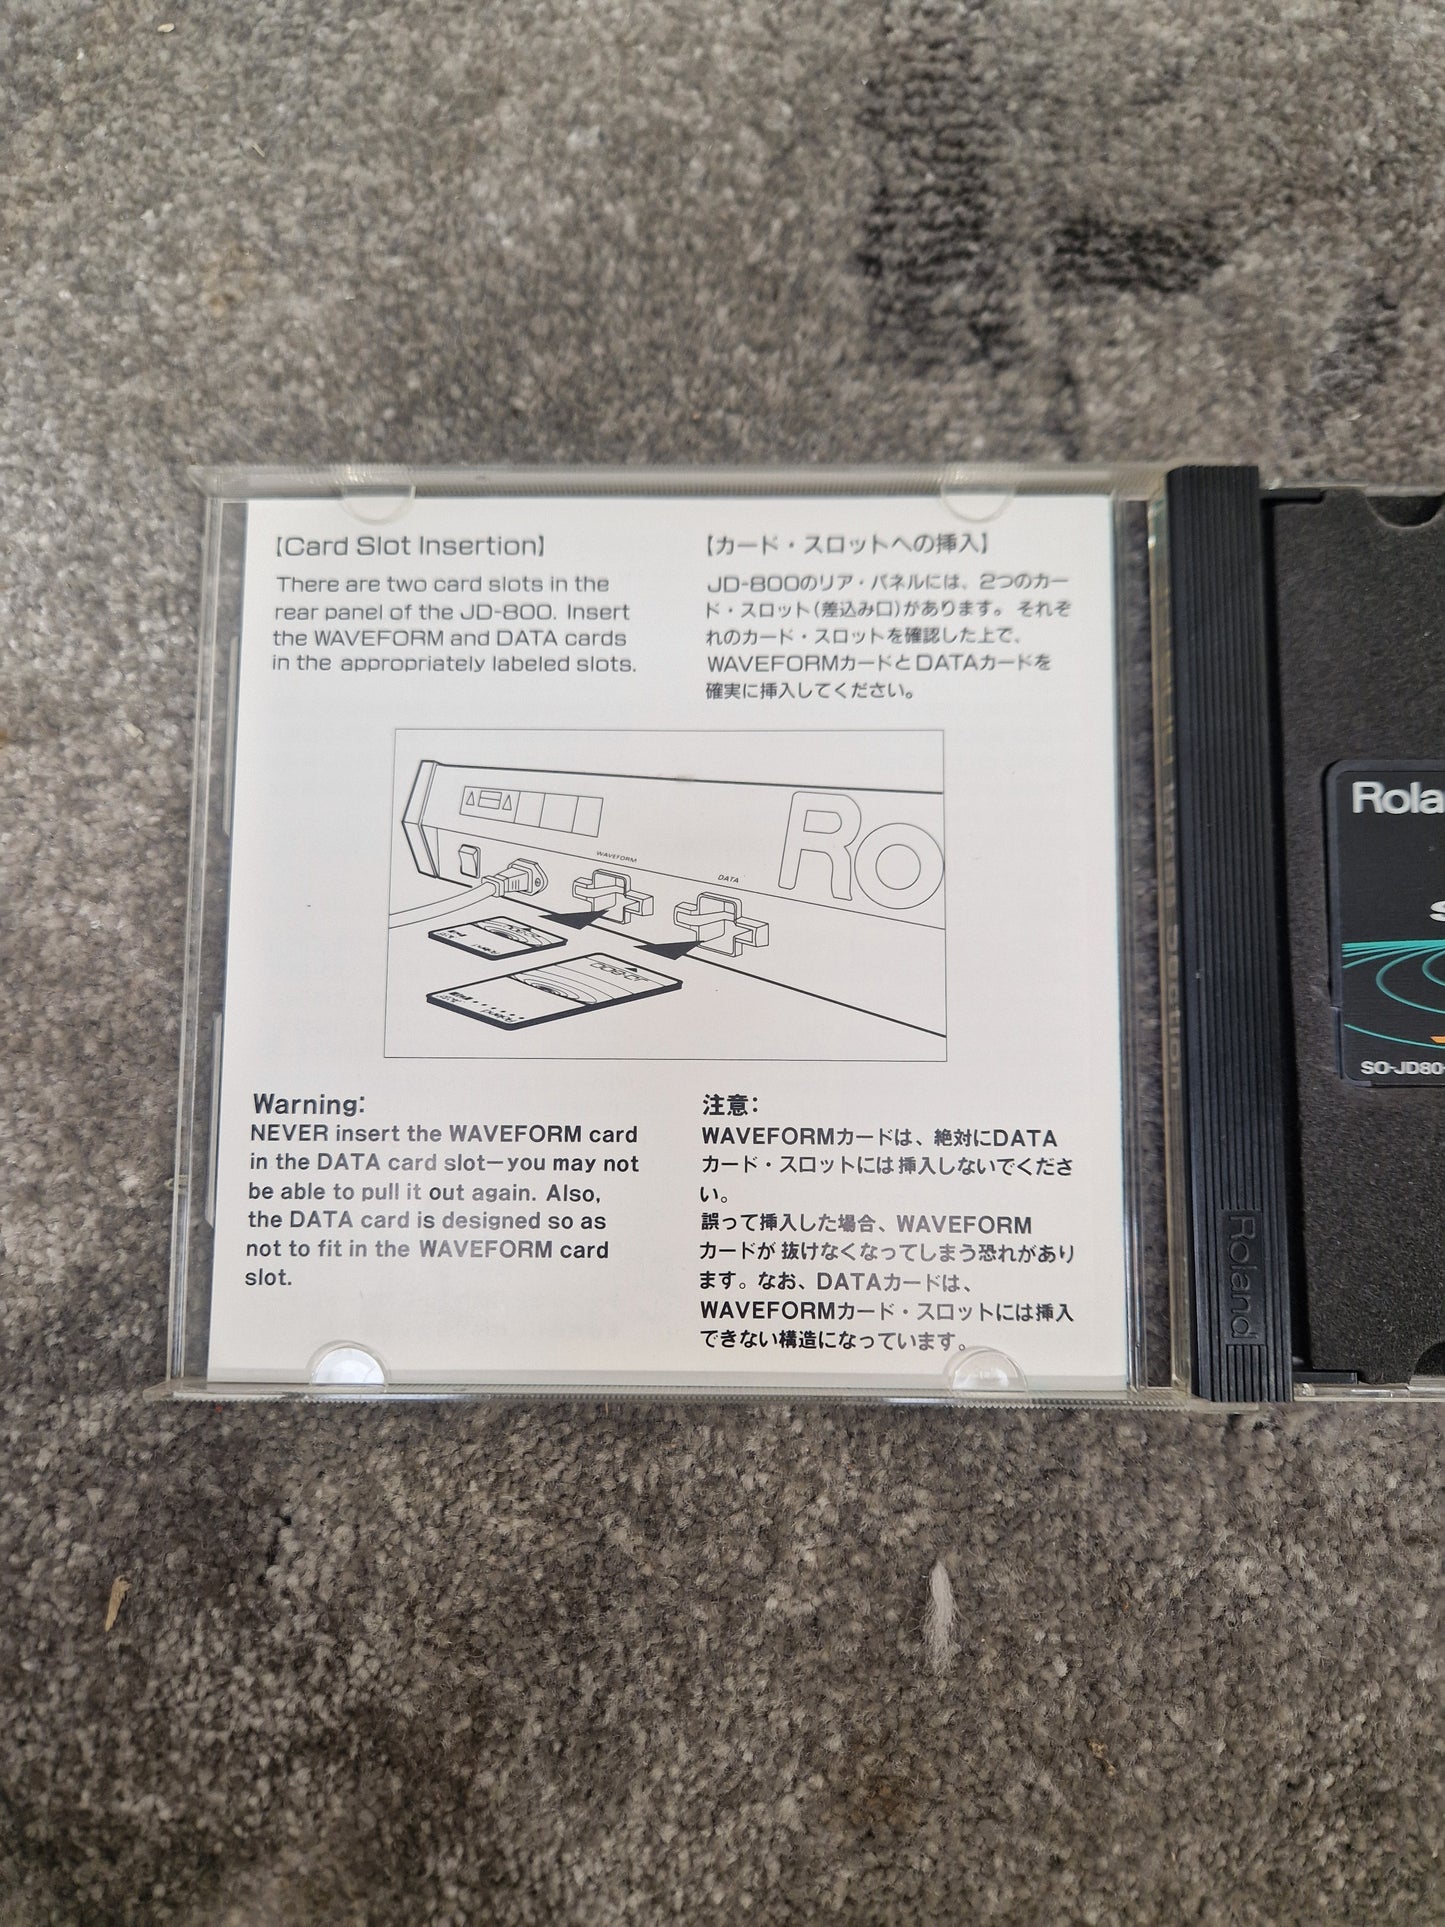 [Card Slot Insertion]
There are two card slots in the
rear panel of the JD-800. Insert
the WAVEFORM and DATA cards
in the appropriately labeled slots.
【カード・スロットへの挿入】
JD-800のリア・パネルには、2つのカー
ド・スロット(差込み口)があります。それぞ
れのカード・スロットを確認した上で、
WAVEFORMカードとDATAカードを
確実に挿入してください。
WAVEFORM
DATA
Ro
Roland
JD-800
Warning:
NEVER insert the WAVEFORM card
in the DATA card slot—you may not
be able to pull it out again. Also,
the DATA card is designed so as
not to fit in the WAVEFORM card
slot.
注意:
WAVEFORMカードは、絶対にDATA
カード・スロットには挿入しないでくださ
い。
誤って挿入した場合、WAVEFORM
カードが抜けなくなってしまう恐れがあり
ます。なお、DATAカードは、
WAVEFORMカード・スロットには挿入
できない構造になっています。
Roland
Rola
SO-JD80-